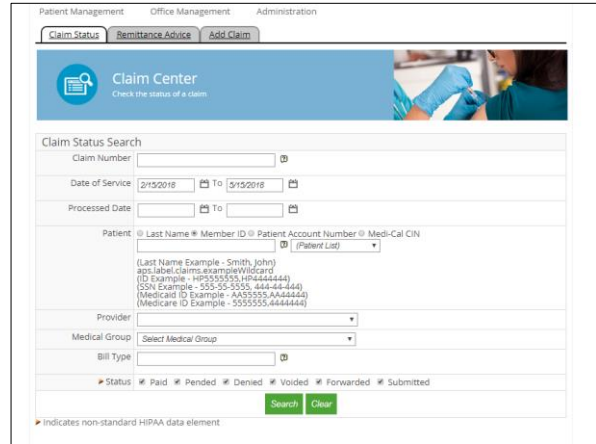 Patient Management Office Management Administration
Claim Status Remittance Advice Add Claim
Claim Center
Check the status of a claim
Claim Status Search
Claim Number
Date of Service 2/15/2018 To 5/15/2018
Processed Date To
Patient Last Name Member ID Patient Account Number Medi-Cal CIN
(Patient List)
(Last Name Example - Smith, John)
aps.label.claims.exampleWildcard
(ID Example - HP5555555,HP4444444)
(SSN Example - 555-55-5555, 444-44-444)
(Medicaid ID Example - AA55555,AA44444)
(Medicare ID Example - 5555555,4444444)
Provider
Medical Group Select Medical Group
Bill Type
Status Paid Pended Denied Voided Forwarded Submitted
Search Clear
Indicates non-standard HIPAA data element